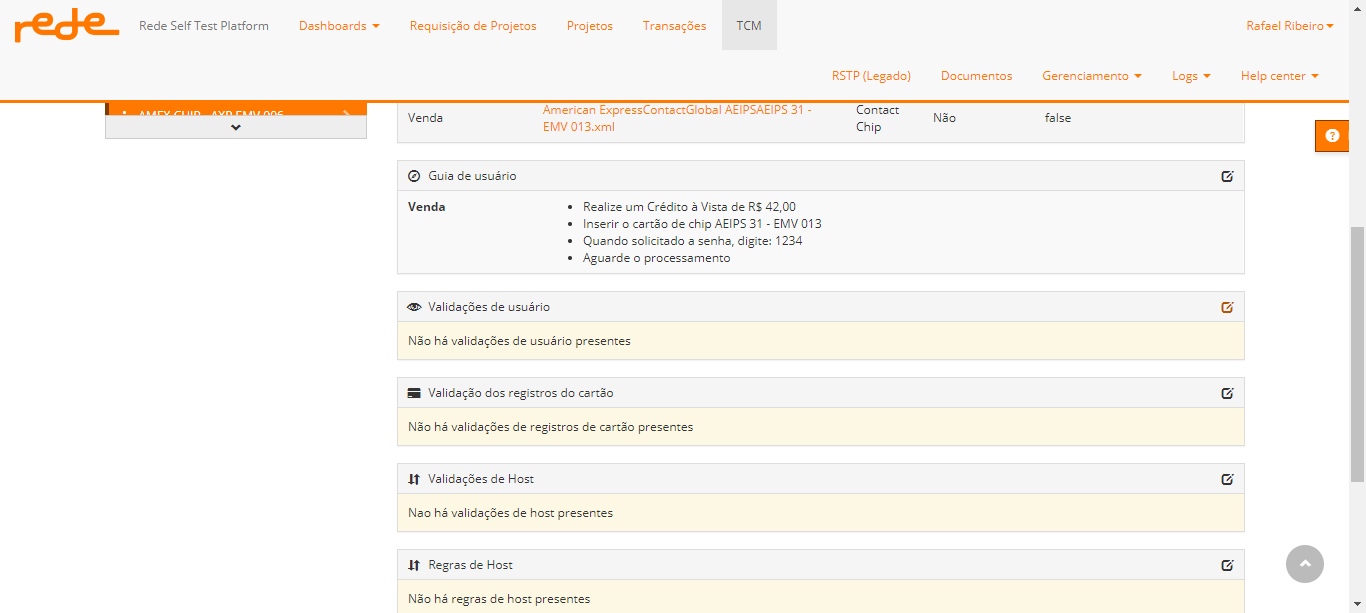 rede Rede Self Test Platform Dashboards Requisição de Projetos Projetos Transações TCM Rafael Ribeiro
RSTP (Legado) Documentos Gerenciamento Logs Help center
AMEX CHIP - AXP EMV 006
Venda American ExpressContactGlobal AEIPSAEIPS 31 - EMV 013.xml Contact Chip Não false
Guia de usuário
Venda
Realize um Crédito à Vista de R$ 42,00
Inserir o cartão de chip AEIPS 31 - EMV 013
Quando solicitado a senha, digite: 1234
Aguarde o processamento
Validações de usuário
Não há validações de usuário presentes
Validação dos registros do cartão
Não há validações de registros de cartão presentes
Validações de Host
Nao há validações de host presentes
Regras de Host
Não há regras de host presentes